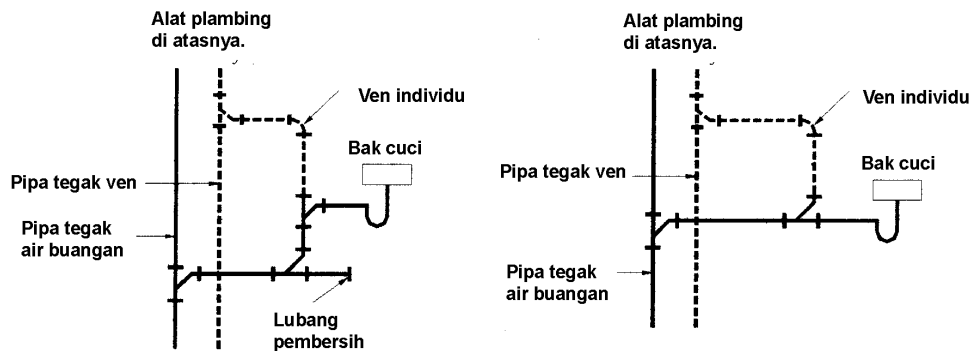 Alat plambing
di atasnya.
Ven individu
Bak cuci
Pipa tegak ven
Pipa tegak
air buangan
Lubang
pembersih
Alat plambing
di atasnya.
Ven individu
Bak cuci
Pipa tegak ven
Pipa tegak
air buangan